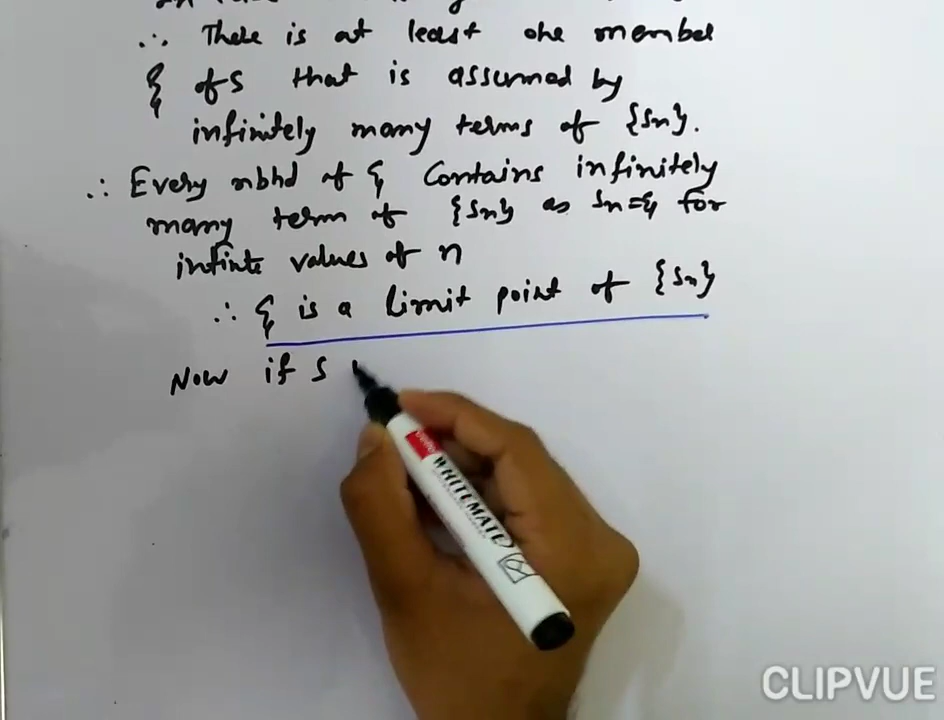 ∴ There is at least one member
ξ of S that is assumed by
infinitely many terms of {Sn}.
∴ Every nbhd of ξ Contains infinitely
many term of {Sn} as Sn=ξ for
infinite values of n
∴ ξ is a limit point of {Sn}
Now if S
WHITEMATE
CLIPVUE